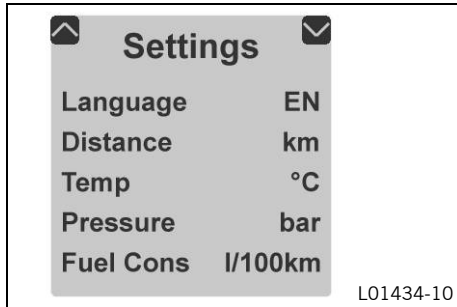 Settings
Language EN
Distance km
Temp °C
Pressure bar
Fuel Cons l/100km
L01434-10